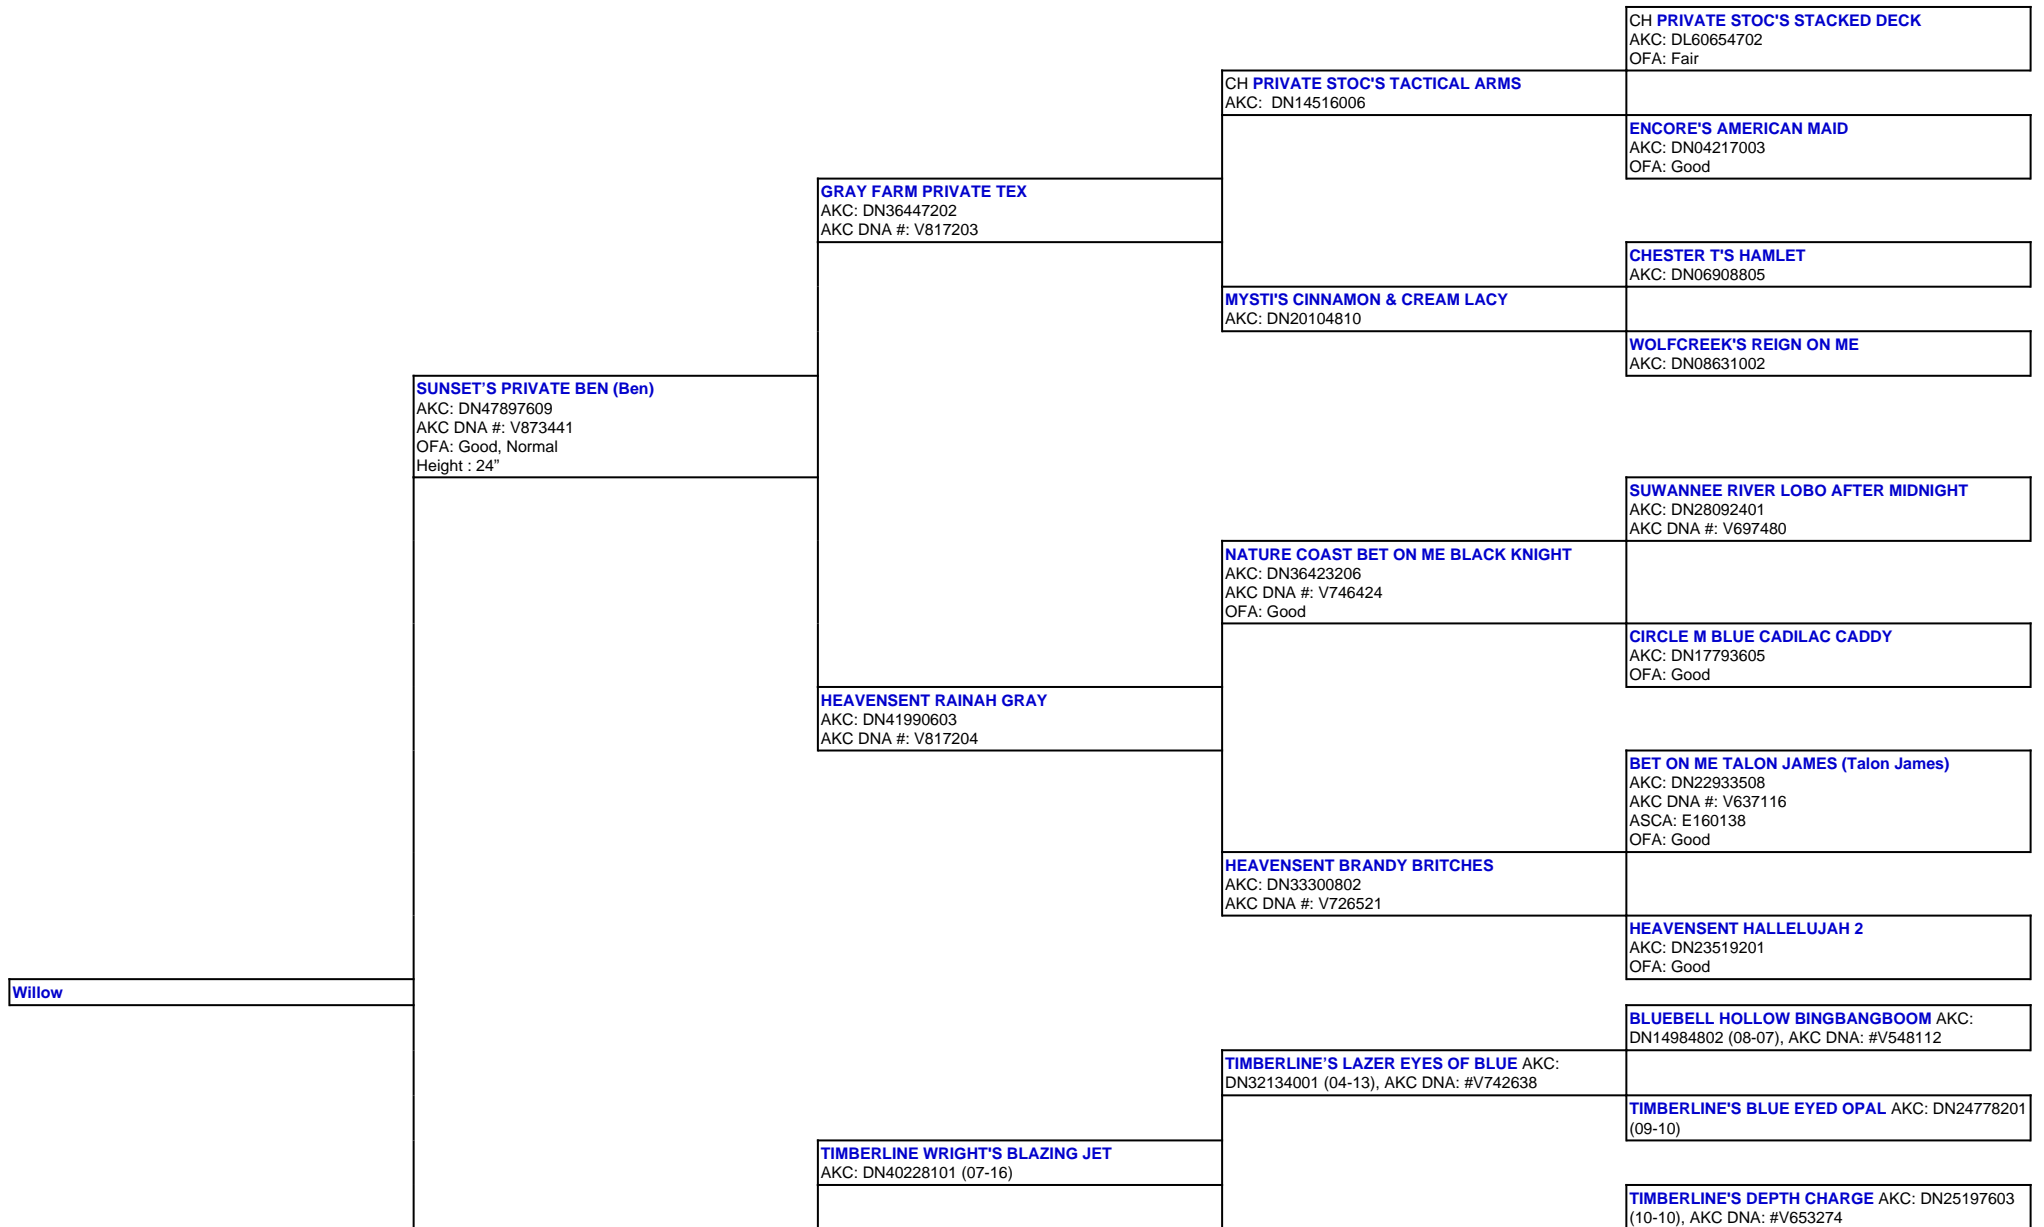 CH PRIVATE STOC'S STACKED DECK
AKC: DL60654702
OFA: Fair
CH PRIVATE STOC'S TACTICAL ARMS
AKC: DN14516006
ENCORE'S AMERICAN MAID
AKC: DN04217003
OFA: Good
GRAY FARM PRIVATE TEX
AKC: DN36447202
AKC DNA #: V817203
CHESTER T'S HAMLET
AKC: DN06908805
MYSTI'S CINNAMON & CREAM LACY
AKC: DN20104810
WOLFCREEK'S REIGN ON ME
AKC: DN08631002
SUNSET’S PRIVATE BEN (Ben)
AKC: DN47897609
AKC DNA #: V873441
OFA: Good, Normal
Height : 24”
SUWANNEE RIVER LOBO AFTER MIDNIGHT
AKC: DN28092401
AKC DNA #: V697480
NATURE COAST BET ON ME BLACK KNIGHT
AKC: DN36423206
AKC DNA #: V746424
OFA: Good
CIRCLE M BLUE CADILAC CADDY
AKC: DN17793605
OFA: Good
HEAVENSENT RAINAH GRAY
AKC: DN41990603
AKC DNA #: V817204
BET ON ME TALON JAMES (Talon James)
AKC: DN22933508
AKC DNA #: V637116
ASCA: E160138
OFA: Good
HEAVENSENT BRANDY BRITCHES
AKC: DN33300802
AKC DNA #: V726521
HEAVENSENT HALLELUJAH 2
AKC: DN23519201
OFA: Good
Willow
BLUEBELL HOLLOW BINGBANGBOOM AKC:
DN14984802 (08-07), AKC DNA: #V548112
TIMBERLINE’S LAZER EYES OF BLUE AKC:
DN32134001 (04-13), AKC DNA: #V742638
TIMBERLINE'S BLUE EYED OPAL AKC: DN24778201
(09-10)
TIMBERLINE WRIGHT'S BLAZING JET
AKC: DN40228101 (07-16)
TIMBERLINE'S DEPTH CHARGE AKC: DN25197603
(10-10), AKC DNA: #V653274